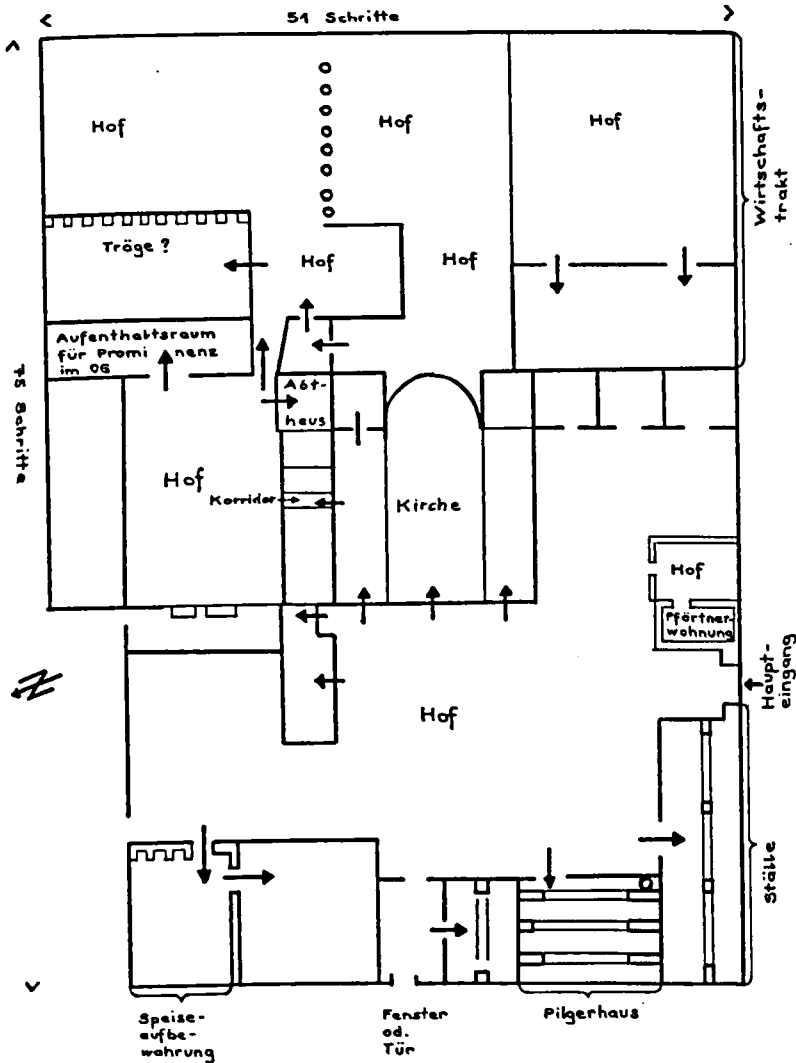 51 Schritte
Hof
Hof
Hof
Wirtschafts-
trakt
Tröge ?
Hof
Hof
Aufenthaltsraum
für Promi nenz
im OG
75 Schritte
Abt-
haus
Hof
Korridor
Kirche
Hof
Pförtner-
wohnung
Haupt-
eingang
N
Hof
Ställe
Speise-
aufbe-
wahrung
Fenster
od.
Tür
Pilgerhaus